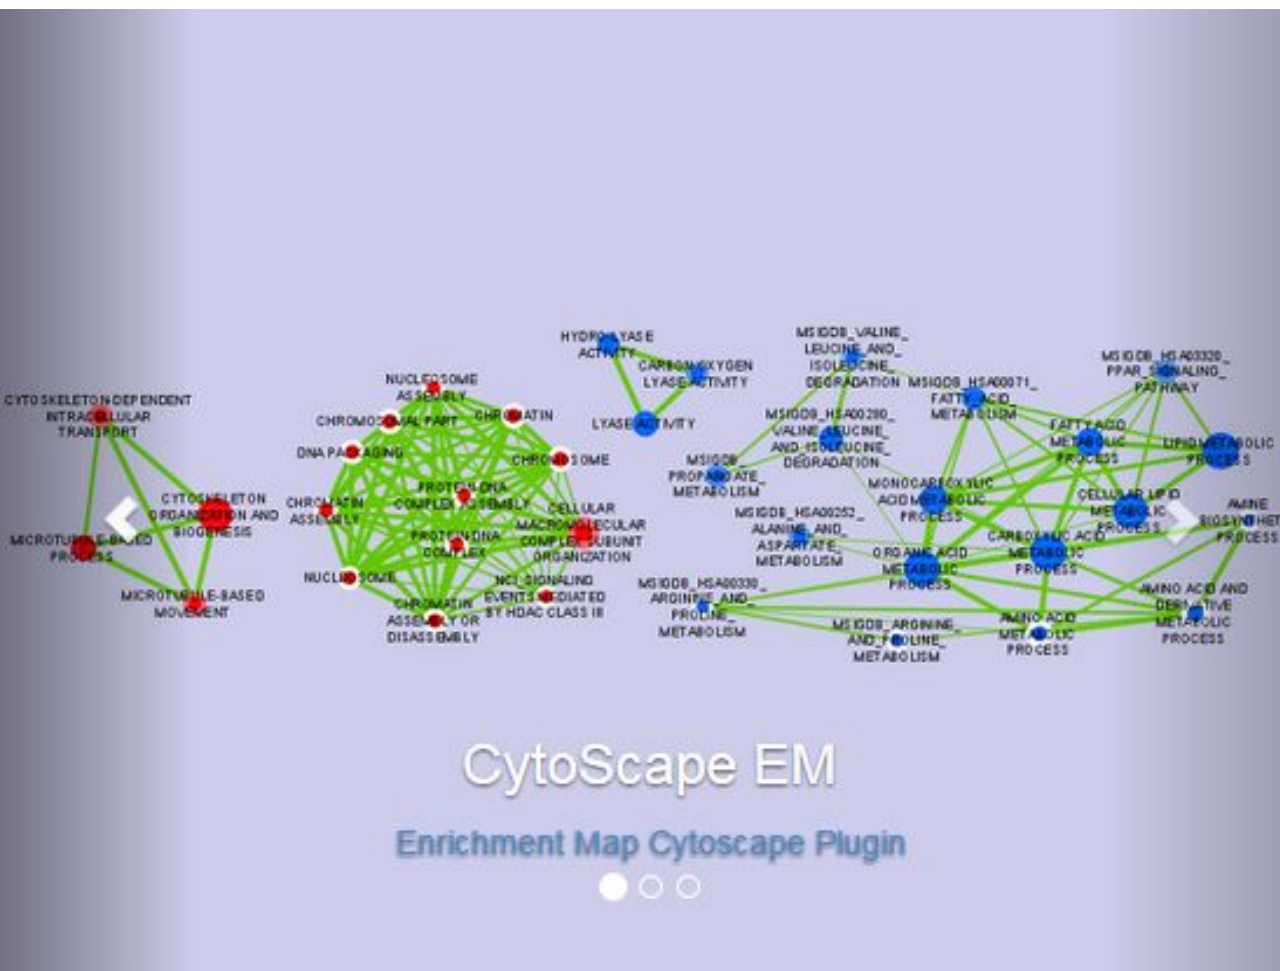 CYTOSKELETON-DEPENDENT
INTRACELLULAR
TRANSPORT
CYTOSKELETON
ORGANIZATION AND
BIOGENESIS
MICROTUBULE-BASED
PROCESS
MICROTUBULE-BASED
MOVEMENT
NUCLEOSOME
ASSEMBLY
CHROMOSOMAL PART
CHROMATIN
DNA PACKAGING
CHROMOSOME
PROTEIN-DNA
COMPLEX ASSEMBLY
CHROMATIN
ASSEMBLY
CELLULAR
MACROMOLECULAR
COMPLEX SUBUNIT
ORGANIZATION
PROTEIN-DNA
COMPLEX
NUCLEOSOME
NCI_SIGNALING
EVENTS MEDIATED
BY HDAC CLASS III
CHROMATIN
ASSEMBLY OR
DISASSEMBLY
HYDRO-LYASE
ACTIVITY
CARBON-OXYGEN
LYASE ACTIVITY
LYASE ACTIVITY
MSIGDB_VALINE_
LEUCINE_AND_
ISOLEUCINE_
DEGRADATION
MSIGDB_HSA00071_
FATTY_ACID_
METABOLISM
MSIGDB_HSA03320_
PPAR_SIGNALING_
PATHWAY
MSIGDB_HSA00280_
VALINE_LEUCINE_
AND_ISOLEUCINE_
DEGRADATION
FATTY ACID
METABOLIC
PROCESS
LIPID METABOLIC
PROCESS
MSIGDB_
PROPANOATE_
METABOLISM
MONOCARBOXYLIC
ACID METABOLIC
PROCESS
CELLULAR LIPID
METABOLIC
PROCESS
AMINE
BIOSYNTHET
PROCESS
MSIGDB_HSA00252_
ALANINE_AND_
ASPARTATE_
METABOLISM
CARBOXYLIC ACID
METABOLIC
PROCESS
ORGANIC ACID
METABOLIC
PROCESS
MSIGDB_HSA00330_
ARGININE_AND_
PROLINE_
METABOLISM
AMINO ACID AND
DERIVATIVE
METABOLIC
PROCESS
MSIGDB_ARGININE_
AND_PROLINE_
METABOLISM
AMINO ACID
METABOLIC
PROCESS
CytoScape EM
Enrichment Map Cytoscape Plugin